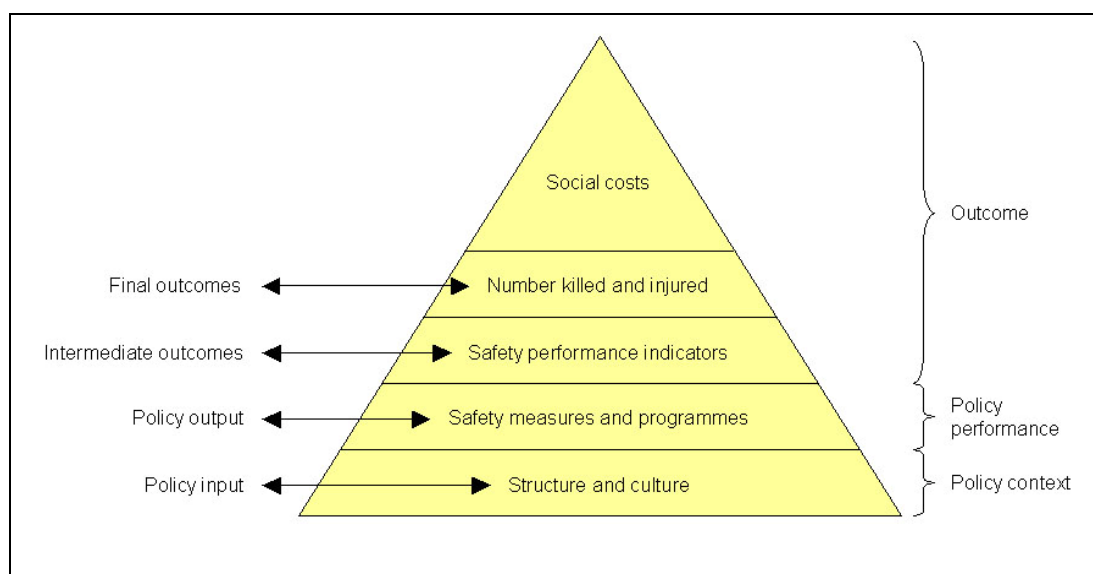 Social costs
Outcome
Final outcomes
Number killed and injured
Intermediate outcomes
Safety performance indicators
Policy output
Safety measures and programmes
Policy
performance
Policy input
Structure and culture
Policy context